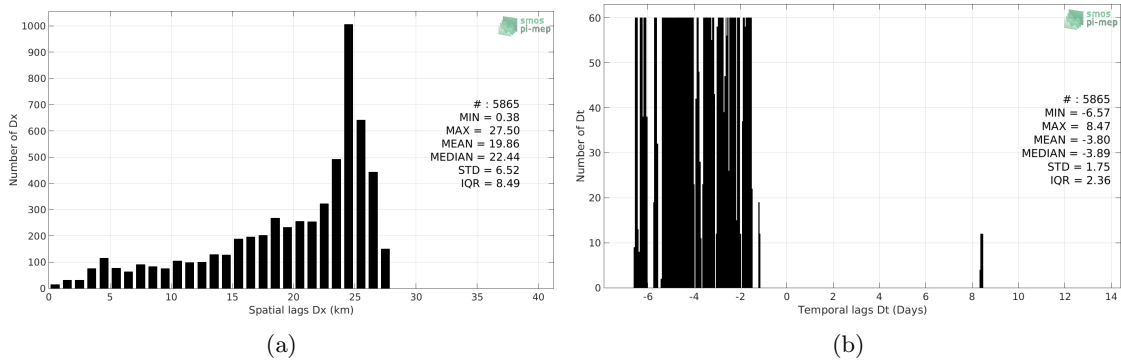 1000
900
800
700
600
500
400
300
200
100
0
0 5 10 15 20 25 30 35 40
Number of Dx
Spatial lags Dx (km)
smos
pi-mep
# : 5865
MIN = 0.38
MAX = 27.50
MEAN = 19.86
MEDIAN = 22.44
STD = 6.52
IQR = 8.49
(a)
60
50
40
30
20
10
0
-6 -4 -2 0 2 4 6 8 10 12 14
Number of Dt
Temporal lags Dt (Days)
smos
pi-mep
# : 5865
MIN = -6.57
MAX = 8.47
MEAN = -3.80
MEDIAN = -3.89
STD = 1.75
IQR = 2.36
(b)